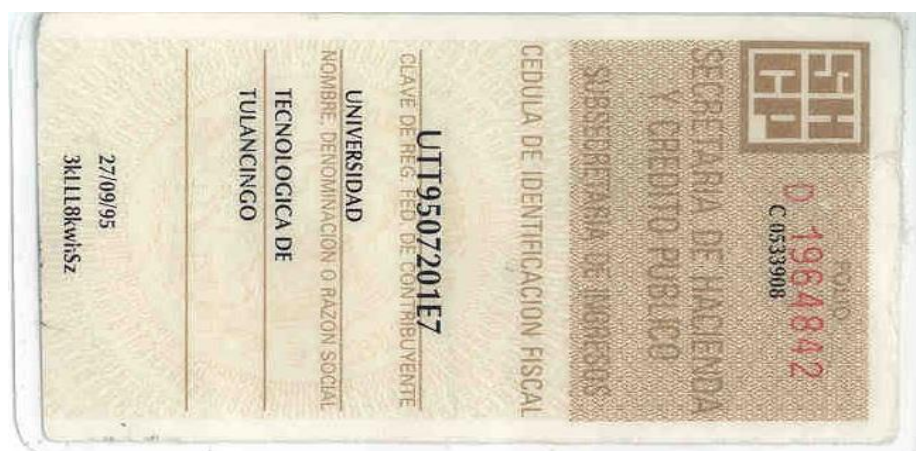 SH
CP
FOLIO
D 1964842
C 0533908
SECRETARIA DE HACIENDA
Y CREDITO PUBLICO
SUBSECRETARIA DE INGRESOS
CEDULA DE IDENTIFICACION FISCAL
UTT9507201E7
CLAVE DE REG. FED. DE CONTRIBUYENTE
UNIVERSIDAD
NOMBRE, DENOMINACION O RAZON SOCIAL
TECNOLOGICA DE
TULANCINGO
27/09/95
3kLLL8kwhSz